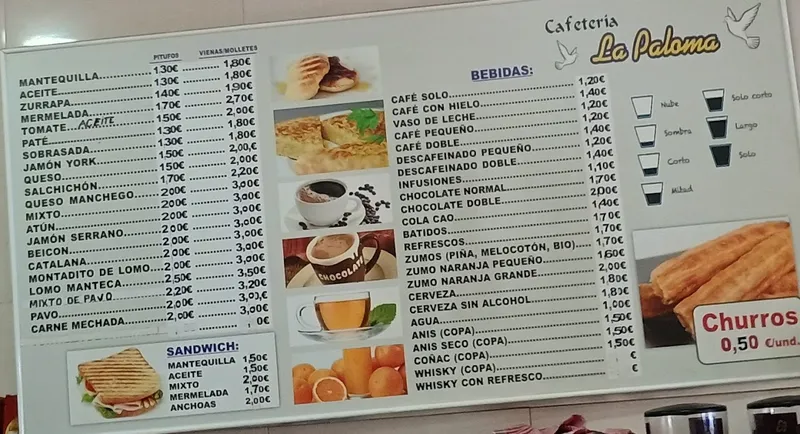 Cafetería
La Paloma
PITUFOS VIENAS/MOLLETES
MANTEQUILLA 1,30€ 1,80€
ACEITE 1,30€ 1,80€
ZURRAPA 1,40€ 1,90€
MERMELADA 1,70€ 2,70€
TOMATE ACEITE 1,50€ 2,00€
PATÉ 1,30€ 1,80€
SOBRASADA 1,30€ 1,80€
JAMÓN YORK 1,50€ 2,00€
QUESO 1,50€ 2,00€
SALCHICHÓN 1,70€ 2,20€
QUESO MANCHEGO 2,00€ 3,00€
MIXTO 2,00€ 3,00€
ATÚN 2,00€ 3,00€
JAMÓN SERRANO 2,00€ 3,00€
BEICON 2,00€ 3,00€
CATALANA 2,00€ 3,00€
MONTADITO DE LOMO 2,00€ 3,00€
LOMO MANTECA 2,50€ 3,50€
MIXTO DE PAVO 2,20€ 3,20€
PAVO 2,00€ 3,00€
CARNE MECHADA 2,00€ 3,00€
SANDWICH:
MANTEQUILLA 1,50€
ACEITE 1,50€
MIXTO 2,00€
MERMELADA 1,70€
ANCHOAS 2,00€
CHOCOLATE
BEBIDAS:
CAFÉ SOLO 1,20€
CAFÉ CON HIELO 1,40€
VASO DE LECHE 1,20€
CAFÉ PEQUEÑO 1,20€
CAFÉ DOBLE 1,40€
DESCAFEINADO PEQUEÑO 1,20€
DESCAFEINADO DOBLE 1,40€
INFUSIONES 1,10€
CHOCOLATE NORMAL 1,70€
CHOCOLATE DOBLE 2,00€
COLA CAO 1,40€
BATIDOS 1,70€
REFRESCOS 1,70€
ZUMOS (PIÑA, MELOCOTÓN, BIO) 1,70€
ZUMO NARANJA PEQUEÑO 1,60€
ZUMO NARANJA GRANDE 2,00€
CERVEZA 1,80€
CERVEZA SIN ALCOHOL 1,80€
AGUA 1,00€
ANIS (COPA) 1,50€
ANIS SECO (COPA) 1,50€
COÑAC (COPA) 1,50€
WHISKY (COPA) €
WHISKY CON REFRESCO €
Nube Solo corto
Sombra Largo
Corto Solo
Mitad
Churros
0,50 €/und.